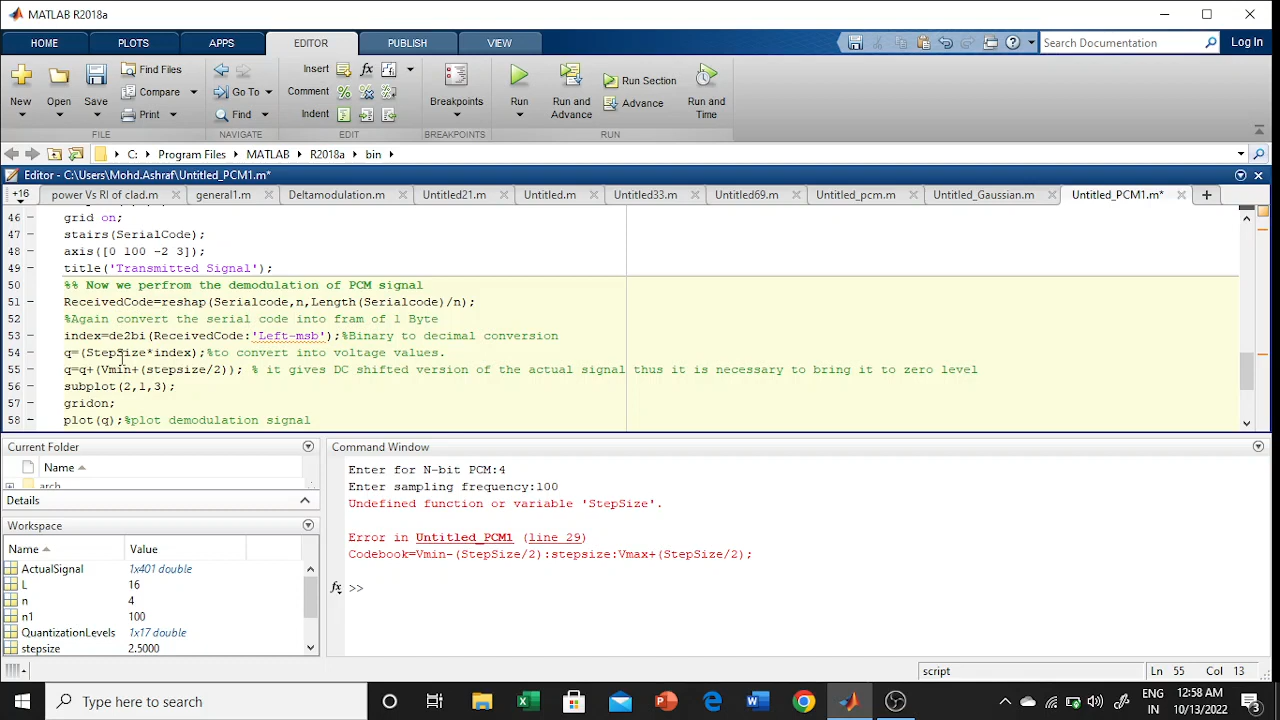 MATLAB R2018a
HOME PLOTS APPS EDITOR PUBLISH VIEW
Search Documentation Log In
New Open Save Find Files Compare Print
Go To Find
Insert Comment Indent
Breakpoints
Run Run and Advance Run Section Advance Run and Time
FILE NAVIGATE EDIT BREAKPOINTS RUN
C: Program Files MATLAB R2018a bin
Editor - C:\Users\Mohd.Ashraf\Untitled_PCM1.m*
+16 power Vs RI of clad.m general1.m Deltamodulation.m Untitled21.m Untitled.m Untitled33.m Untitled69.m Untitled_pcm.m Untitled_Gaussian.m Untitled_PCM1.m*
46 grid on;
47 stairs(SerialCode);
48 axis([0 100 -2 3]);
49 title('Transmitted Signal');
50 %% Now we perfrom the demodulation of PCM signal
51 ReceivedCode=reshap(Serialcode,n,Length(Serialcode)/n);
52 %Again convert the serial code into fram of 1 Byte
53 index=de2bi(ReceivedCode:'Left-msb');%Binary to decimal conversion
54 q=(StepSize*index);%to convert into voltage values.
55 q=q+(Vmin+(stepsize/2)); % it gives DC shifted version of the actual signal thus it is necessary to bring it to zero level
56 subplot(2,1,3);
57 gridon;
58 plot(q);%plot demodulation signal
Current Folder
Name
arch
Details
Workspace
Name Value
ActualSignal 1x401 double
L 16
n 4
n1 100
QuantizationLevels 1x17 double
stepsize 2.5000
Command Window
Enter for N-bit PCM:4
Enter sampling frequency:100
Undefined function or variable 'StepSize'.
Error in Untitled_PCM1 (line 29)
Codebook=Vmin-(StepSize/2):stepsize:Vmax+(StepSize/2);
fx >>
script Ln 55 Col 13
Type here to search
ENG IN
12:58 AM
10/13/2022
3